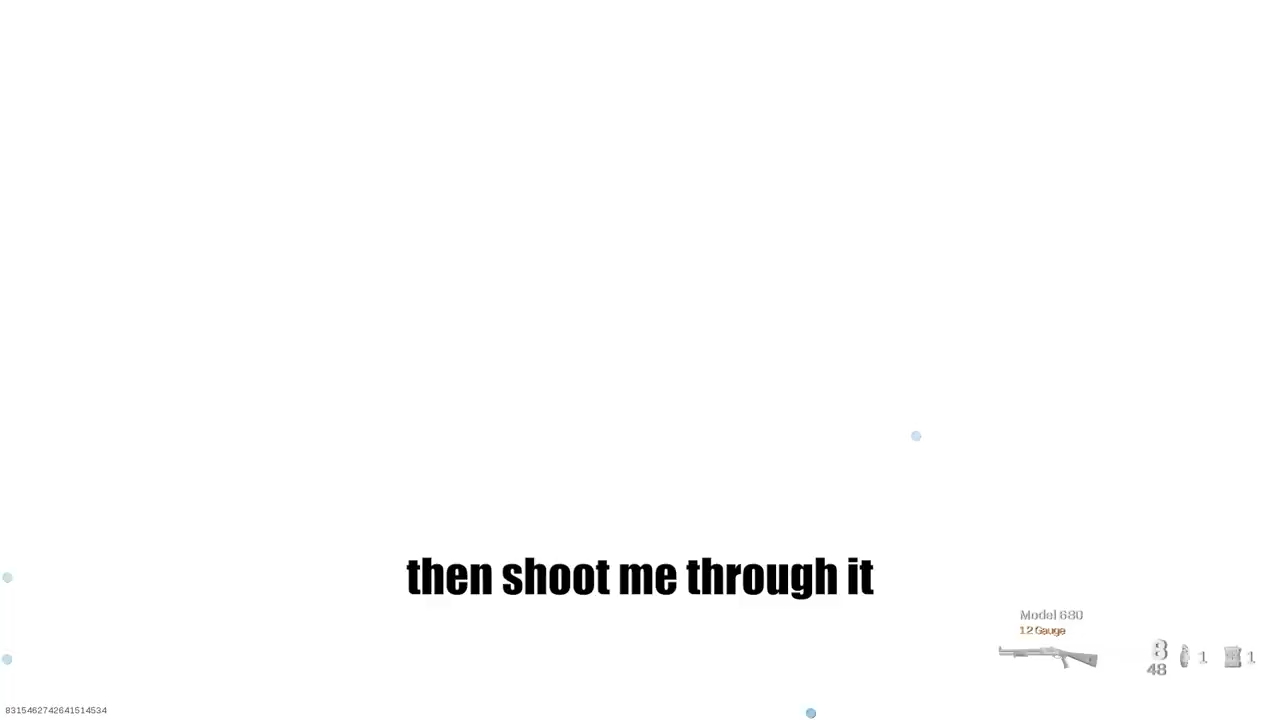 then shoot me through it
Model 680
12 Gauge
8
1
1
48
8315462742641514534